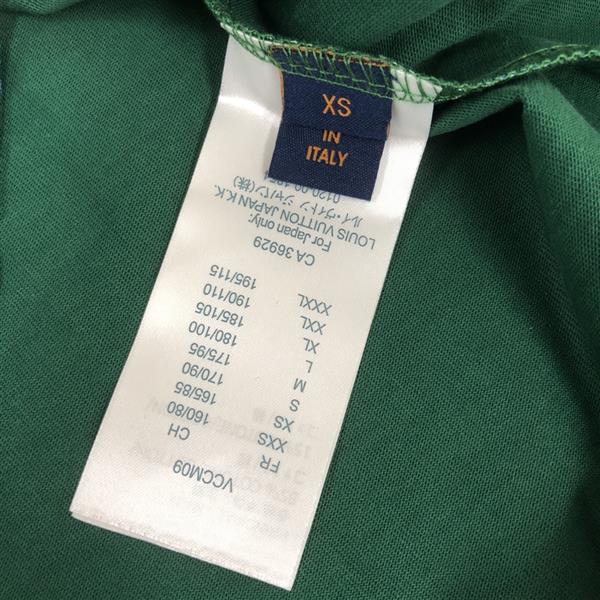 XS
IN
ITALY
VCCM09
FR CH
XXS 160/80
XS 165/85
S 170/90
M 175/95
L 180/100
XL 185/105
XXL 190/110
XXXL 195/115
CA 36929
For Japan only:
LOUIS VUITTON JAPAN K.K.
ルイ・ヴィトン ジャパン(株)